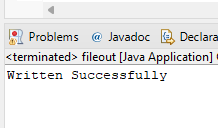 Problems @ Javadoc Declara
<terminated> fileout [Java Application]
Written Successfully